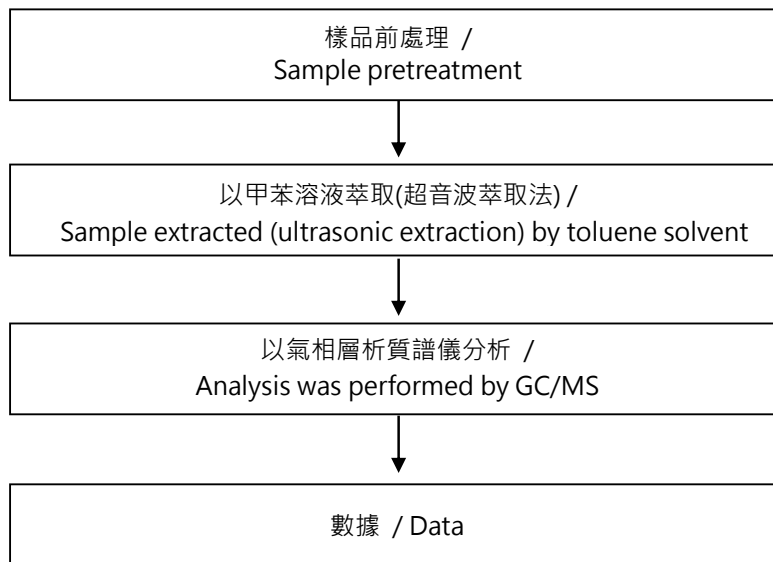 樣品前處理 /
Sample pretreatment
以甲苯溶液萃取(超音波萃取法) /
Sample extracted (ultrasonic extraction) by toluene solvent
以氣相層析質譜儀分析 /
Analysis was performed by GC/MS
數據 / Data